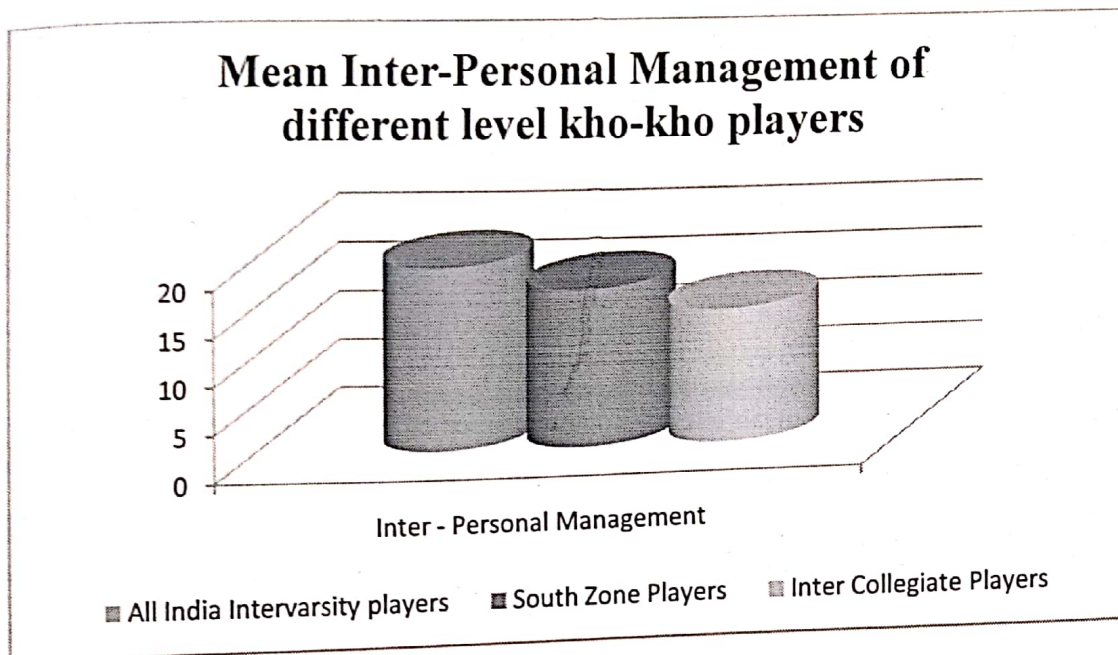 Mean Inter-Personal Management of
different level kho-kho players
20
15
10
5
0
Inter - Personal Management
All India Intervarsity players
South Zone Players
Inter Collegiate Players